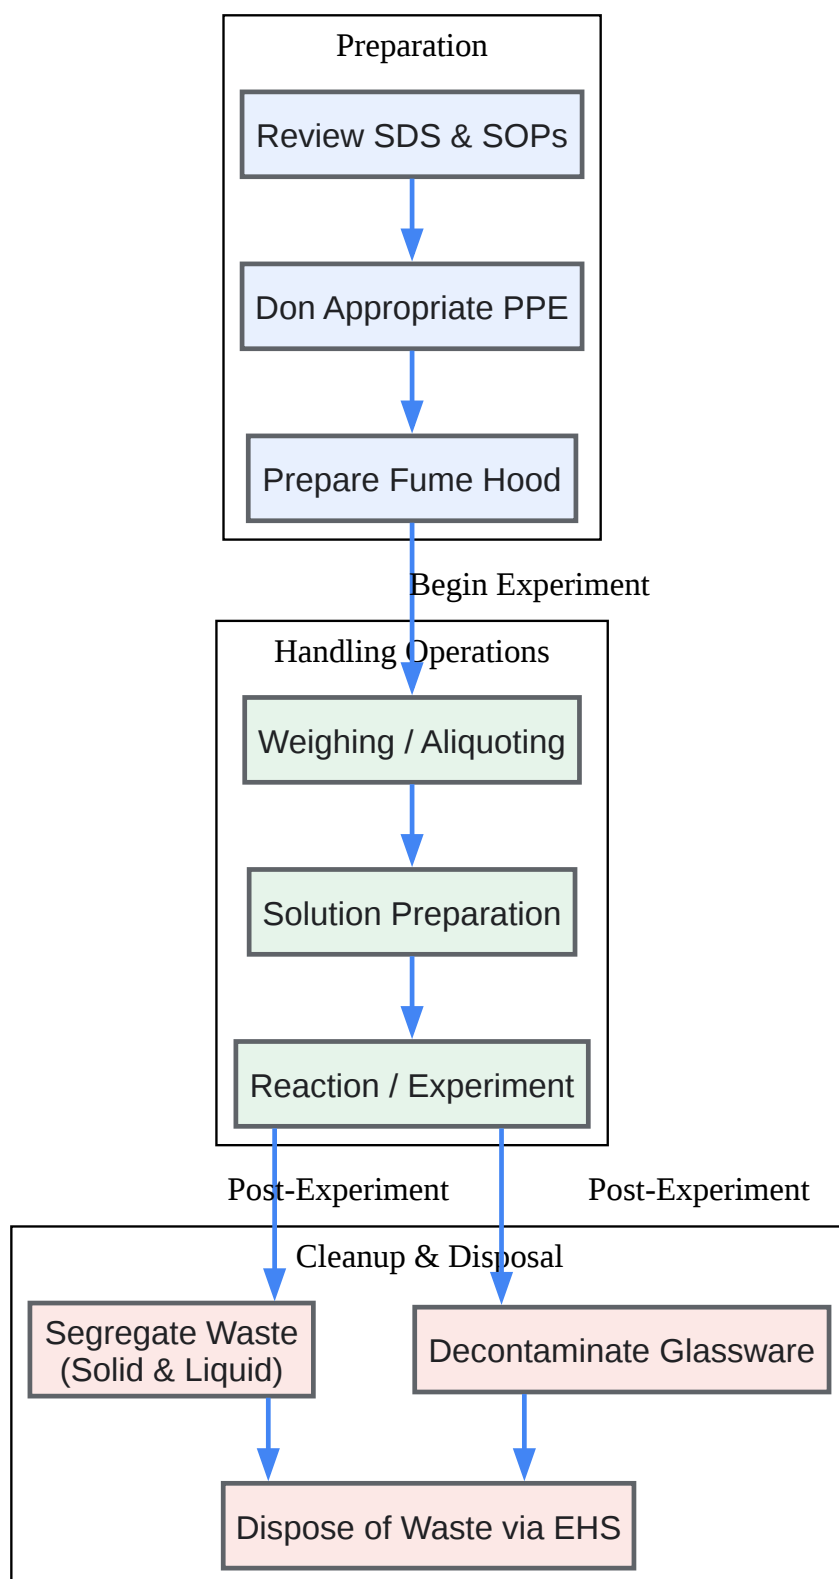 Preparation
Review SDS & SOPs
Don Appropriate PPE
Prepare Fume Hood
Begin Experiment
Handling Operations
Weighing / Aliquoting
Solution Preparation
Reaction / Experiment
Post-Experiment
Post-Experiment
Cleanup & Disposal
Segregate Waste
(Solid & Liquid)
Decontaminate Glassware
Dispose of Waste via EHS